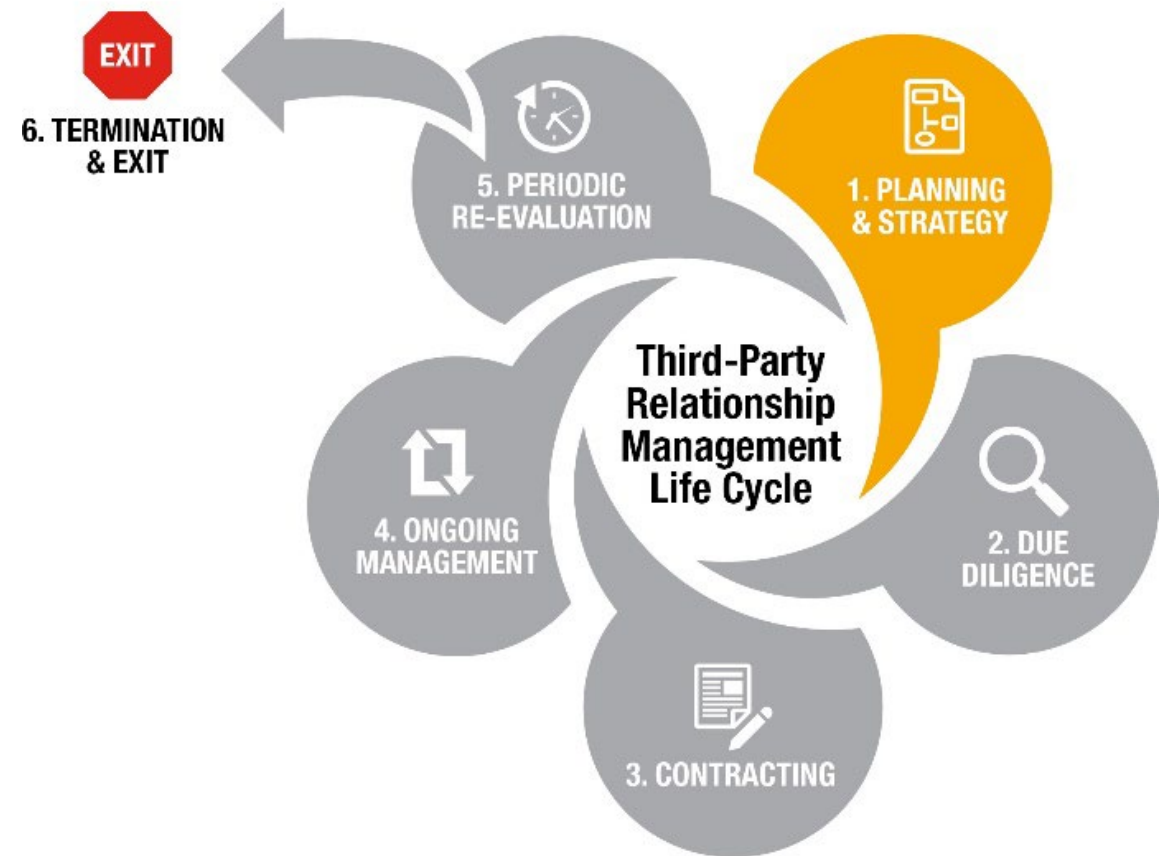 EXIT
6. TERMINATION
& EXIT
5. PERIODIC
RE-EVALUATION
1. PLANNING
& STRATEGY
Third-Party
Relationship
Management
Life Cycle
2. DUE
DILIGENCE
4. ONGOING
MANAGEMENT
3. CONTRACTING